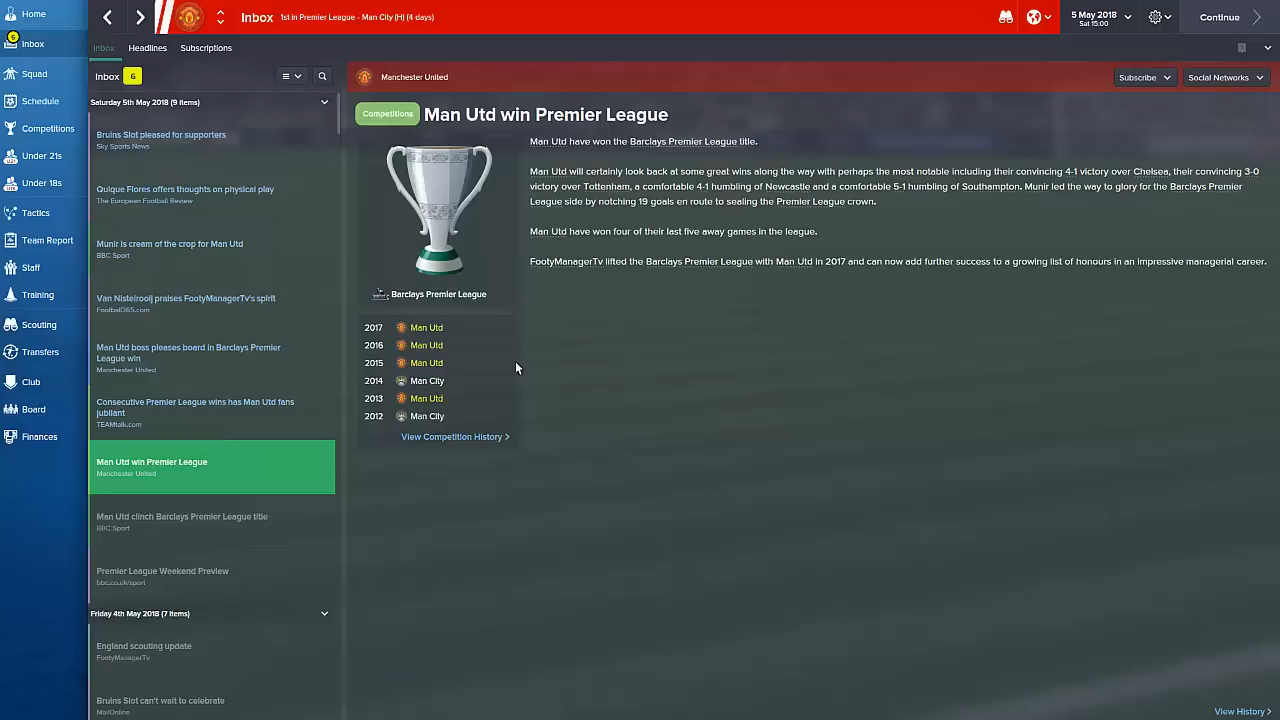 Home
6
Inbox
Squad
Schedule
Competitions
Under 21s
Under 18s
Tactics
Team Report
Staff
Training
Scouting
Transfers
Club
Board
Finances
Inbox
1st in Premier League - Man City (H) (4 days)
5 May 2018
Sat 15:00
Continue
Inbox
Headlines
Subscriptions
Inbox
6
Saturday 5th May 2018 (9 items)
Bruins Slot pleased for supporters
Sky Sports News
Quique Flores offers thoughts on physical play
The European Football Review
Munir is cream of the crop for Man Utd
BBC Sport
Van Nistelrooij praises FootyManagerTv's spirit
Football365.com
Man Utd boss pleases board in Barclays Premier
League win
Manchester United
Consecutive Premier League wins has Man Utd fans
jubilant
TEAMtalk.com
Man Utd win Premier League
Manchester United
Man Utd clinch Barclays Premier League title
BBC Sport
Premier League Weekend Preview
bbc.co.uk/sport
Friday 4th May 2018 (7 items)
England scouting update
FootyManagerTv
Bruins Slot can't wait to celebrate
MailOnline
Manchester United
Subscribe
Social Networks
Competitions
Man Utd win Premier League
Barclays Premier League
2017 Man Utd
2016 Man Utd
2015 Man Utd
2014 Man City
2013 Man Utd
2012 Man City
View Competition History >
Man Utd have won the Barclays Premier League title.
Man Utd will certainly look back at some great wins along the way with perhaps the most notable including their convincing 4-1 victory over Chelsea, their convincing 3-0
victory over Tottenham, a comfortable 4-1 humbling of Newcastle and a comfortable 5-1 humbling of Southampton. Munir led the way to glory for the Barclays Premier
League side by notching 19 goals en route to sealing the Premier League crown.
Man Utd have won four of their last five away games in the league.
FootyManagerTv lifted the Barclays Premier League with Man Utd in 2017 and can now add further success to a growing list of honours in an impressive managerial career.
View History >